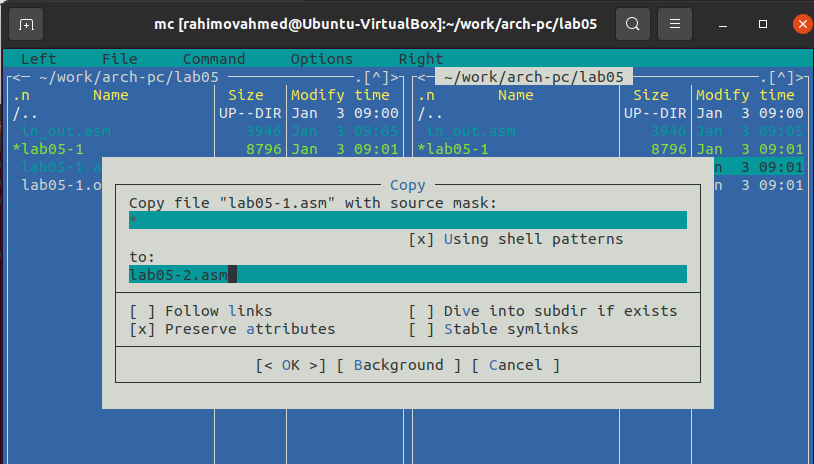 mc [rahimovahmed@Ubuntu-VirtualBox]:~/work/arch-pc/lab05
Left File Command Options Right
<─ ~/work/arch-pc/lab05 .[^]> <─ ~/work/arch-pc/lab05 .[^]>
.n Name Size Modify time .n Name Size Modify time
/.. UP--DIR Jan 3 09:00 /.. UP--DIR Jan 3 09:00
in_out.asm 3946 Jan 3 09:05 in_out.asm 3946 Jan 3 09:05
*lab05-1 8796 Jan 3 09:01 *lab05-1 8796 Jan 3 09:01
lab05-1.a n 3 09:01
lab05-1.o n 3 09:01
Copy
Copy file "lab05-1.asm" with source mask:
*
[x] Using shell patterns
to:
lab05-2.asm
[ ] Follow links [ ] Dive into subdir if exists
[x] Preserve attributes [ ] Stable symlinks
[< OK >] [ Background ] [ Cancel ]